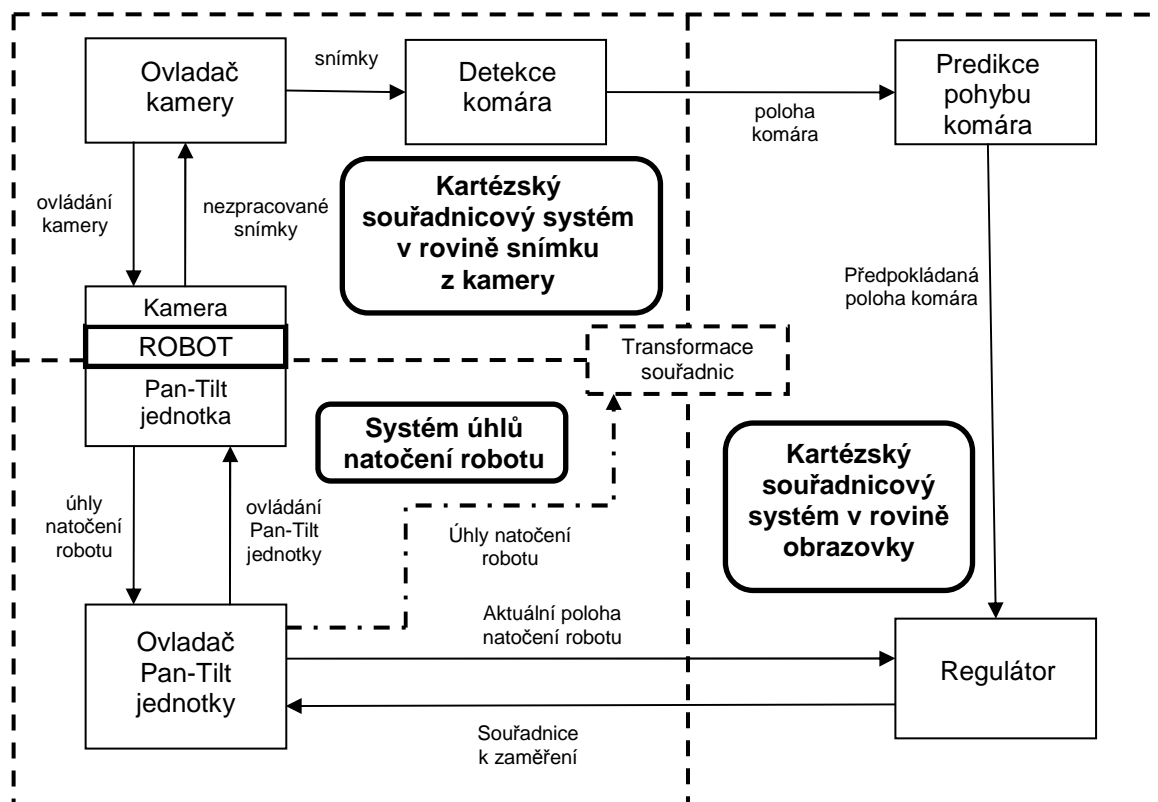 Ovladač
kamery
snímky
Detekce
komára
poloha
komára
Predikce
pohybu
komára
ovládání
kamery
nezpracované
snímky
Kartézský
souřadnicový systém
v rovině snímku
z kamery
Předpokládaná
poloha komára
Kamera
ROBOT
Pan-Tilt
jednotka
Transformace
souřadnic
Systém úhlů
natočení robotu
Kartézský
souřadnicový
systém v rovině
obrazovky
úhly
natočení
robotu
ovládání
Pan-Tilt
jednotky
Úhly natočení
robotu
Aktuální poloha
natočení robotu
Ovladač
Pan-Tilt
jednotky
Regulátor
Souřadnice
k zaměření